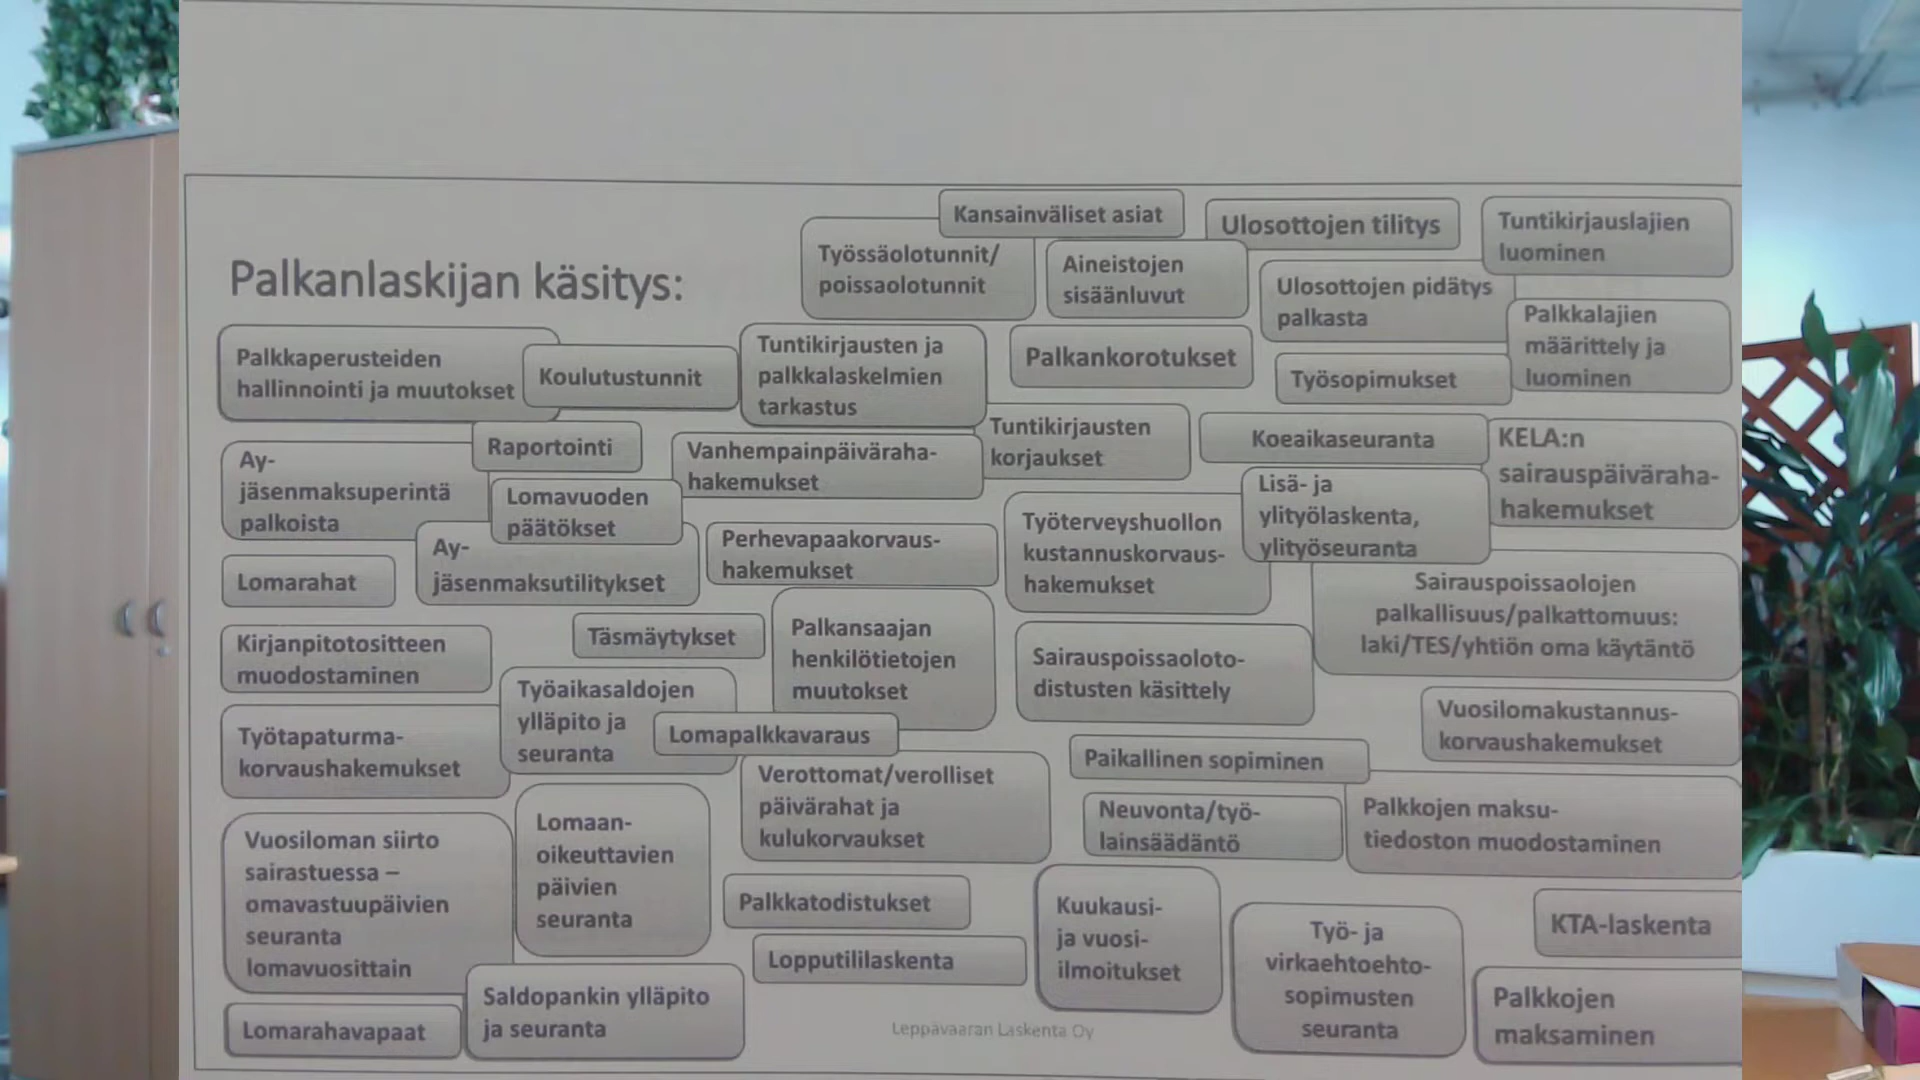 Palkanlaskijan käsitys:
Kansainväliset asiat
Ulosottojen tilitys
Tuntikirjauslajien
luominen
Työssäolotunnit/
poissaolotunnit
Aineistojen
sisäänluvut
Ulosottojen pidätys
palkasta
Palkkalajien
määrittely ja
luominen
Palkkaperusteiden
hallinnointi ja muutokset
Koulutustunnit
Tuntikirjausten ja
palkkalaskelmien
tarkastus
Palkankorotukset
Työsopimukset
Ay-
jäsenmaksuperintä
palkoista
Raportointi
Vanhempainpäiväraha-
hakemukset
Tuntikirjausten
korjaukset
Koeaikaseuranta
KELA:n
sairauspäiväraha-
hakemukset
Lomavuoden
päätökset
Lisä- ja
ylityölaskenta,
ylityöseuranta
Työterveyshuollon
kustannuskorvaus-
hakemukset
Perhevapaakorvaus-
hakemukset
Ay-
jäsenmaksutilitykset
Lomarahat
Sairauspoissaolojen
palkallisuus/palkattomuus:
laki/TES/yhtiön oma käytäntö
Kirjanpitotositteen
muodostaminen
Täsmäytykset
Palkansaajan
henkilötietojen
muutokset
Sairauspoissaoloto-
distusten käsittely
Työaikasaldojen
ylläpito ja
seuranta
Lomapalkkavaraus
Vuosilomakustannus-
korvaushakemukset
Työtapaturma-
korvaushakemukset
Verottomat/verolliset
päivärahat ja
kulukorvaukset
Paikallinen sopiminen
Neuvonta/työ-
lainsäädäntö
Palkkojen maksu-
tiedoston muodostaminen
Vuosiloman siirto
sairastuessa –
omavastuupäivien
seuranta
lomavuosittain
Lomaan-
oikeuttavien
päivien
seuranta
Palkkatodistukset
Kuukausi-
ja vuosi-
ilmoitukset
Työ- ja
virkaehtoehto-
sopimusten
seuranta
KTA-laskenta
Lopputililaskenta
Saldopankin ylläpito
ja seuranta
Lomarahavapaat
Palkkojen
maksaminen
Leppävaaran Laskenta Oy